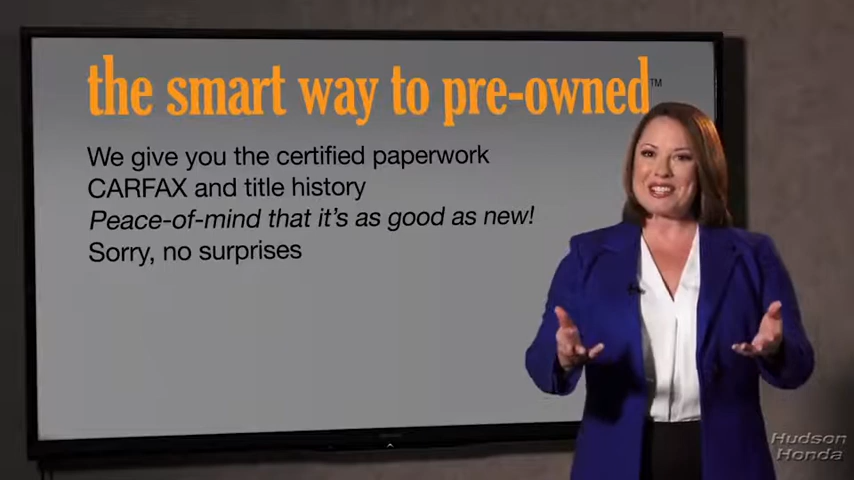 the smart way to pre-owned™
We give you the certified paperwork
CARFAX and title history
Peace-of-mind that it's as good as new!
Sorry, no surprises
Hudson
Honda